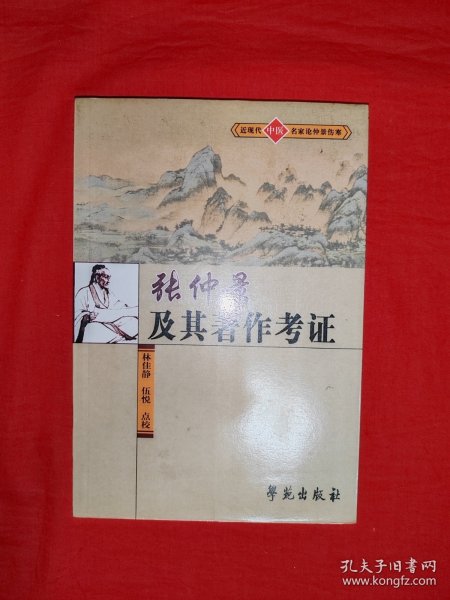 近现代中医名家论仲景伤寒
张仲景
及其著作考证
林佳静 伍悦 点校
學苑出版社
孔夫子旧书网
www.kongfz.com